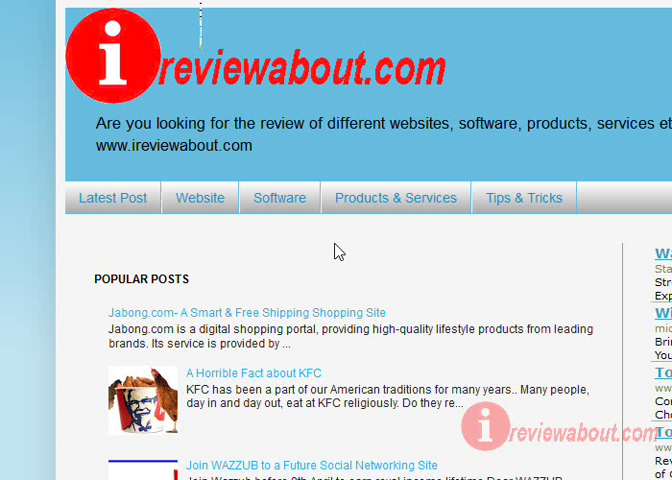 i reviewabout.com
Are you looking for the review of different websites, software, products, services
www.ireviewabout.com
Latest Post Website Software Products & Services Tips & Tricks
POPULAR POSTS
Jabong.com- A Smart & Free Shipping Shopping Site
Jabong.com is a digital shopping portal, providing high-quality lifestyle products from leading
brands. Its service is provided by ...
A Horrible Fact about KFC
KFC has been a part of our American traditions for many years.. Many people,
day in and day out, eat at KFC religiously. Do they re...
i reviewabout.com
Join WAZZUB to a Future Social Networking Site